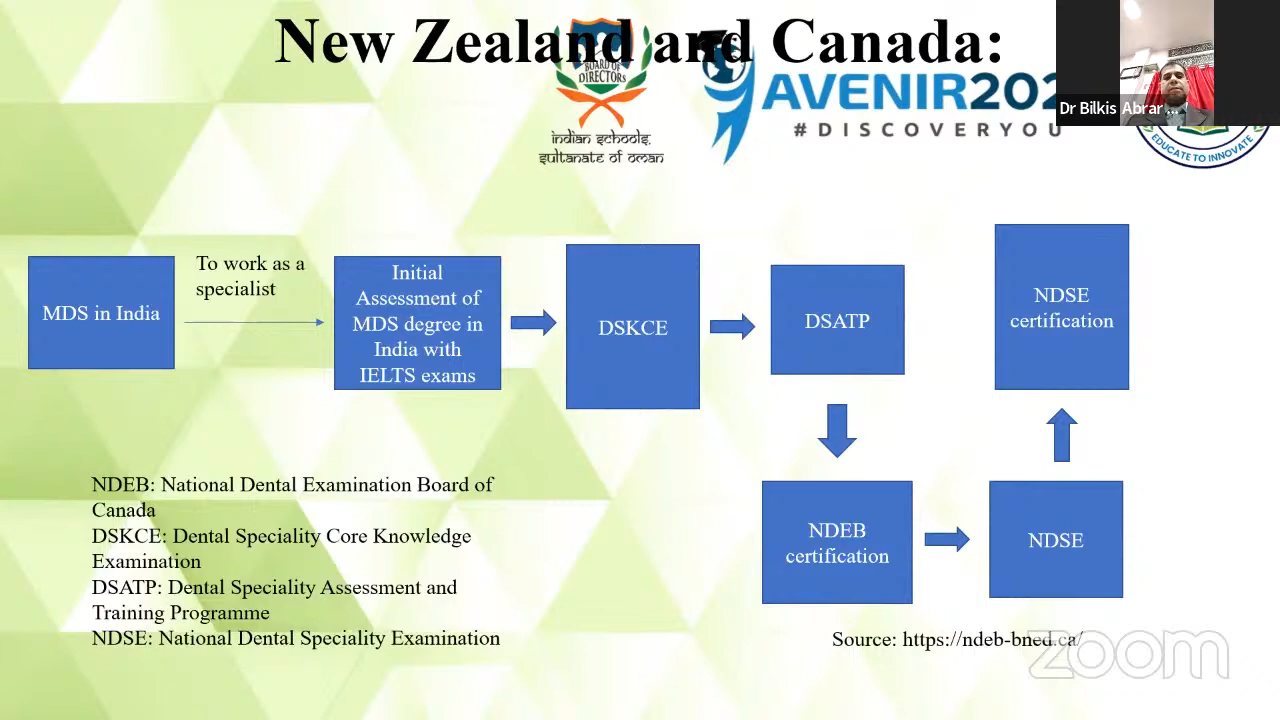 New Zealand and Canada:
BOARD OF
DIRECTORS
indian schools,
sultanate of oman
AVENIR202
#DISCOVERYOU
Dr Bilkis Abrar ...
EDUCATE TO INNOVATE
MDS in India
To work as a
specialist
Initial
Assessment of
MDS degree in
India with
IELTS exams
DSKCE
DSATP
NDSE
certification
NDEB
certification
NDSE
NDEB: National Dental Examination Board of
Canada
DSKCE: Dental Speciality Core Knowledge
Examination
DSATP: Dental Speciality Assessment and
Training Programme
NDSE: National Dental Speciality Examination
Source: https://ndeb-bned.ca/
zoom